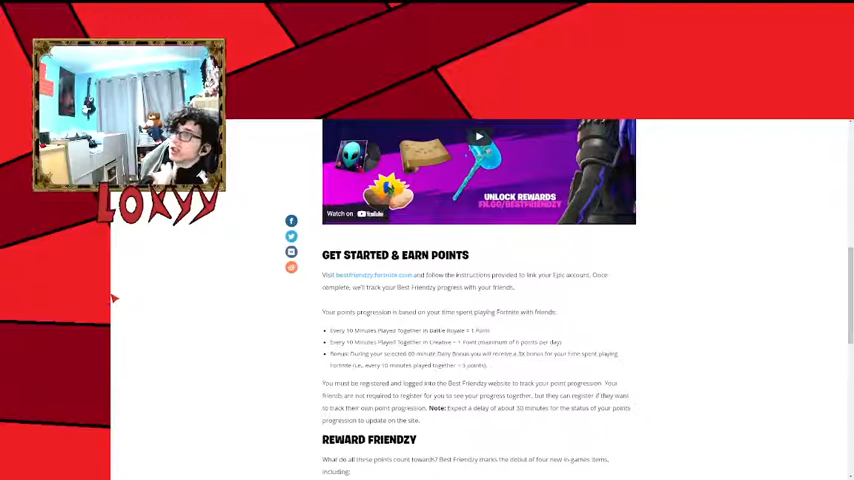 LOXYY
Watch on YouTube
UNLOCK REWARDS
FN.GG/BESTFRIENDZY
GET STARTED & EARN POINTS
Visit bestfriendzy.fortnite.com and follow the instructions provided to link your Epic account. Once
complete, we'll track your Best Friendzy progress with your friends.
Your points progression is based on your time spent playing Fortnite with friends:
Every 10 Minutes Played Together in Battle Royale = 1 Point
Every 10 Minutes Played Together in Creative = 1 Point (maximum of 6 points per day)
Bonus: During your selected 60 minute Daily Bonus you will receive a 3X bonus for your time spent playing
Fortnite (i.e., every 10 minutes played together = 3 points).
You must be registered and logged into the Best Friendzy website to track your point progression. Your
friends are not required to register for you to see your progress together, but they can register if they want
to track their own point progression. Note: Expect a delay of about 30 minutes for the status of your points
progression to update on the site.
REWARD FRIENDZY
What do all these points count towards? Best Friendzy marks the debut of four new in-games items,
including: